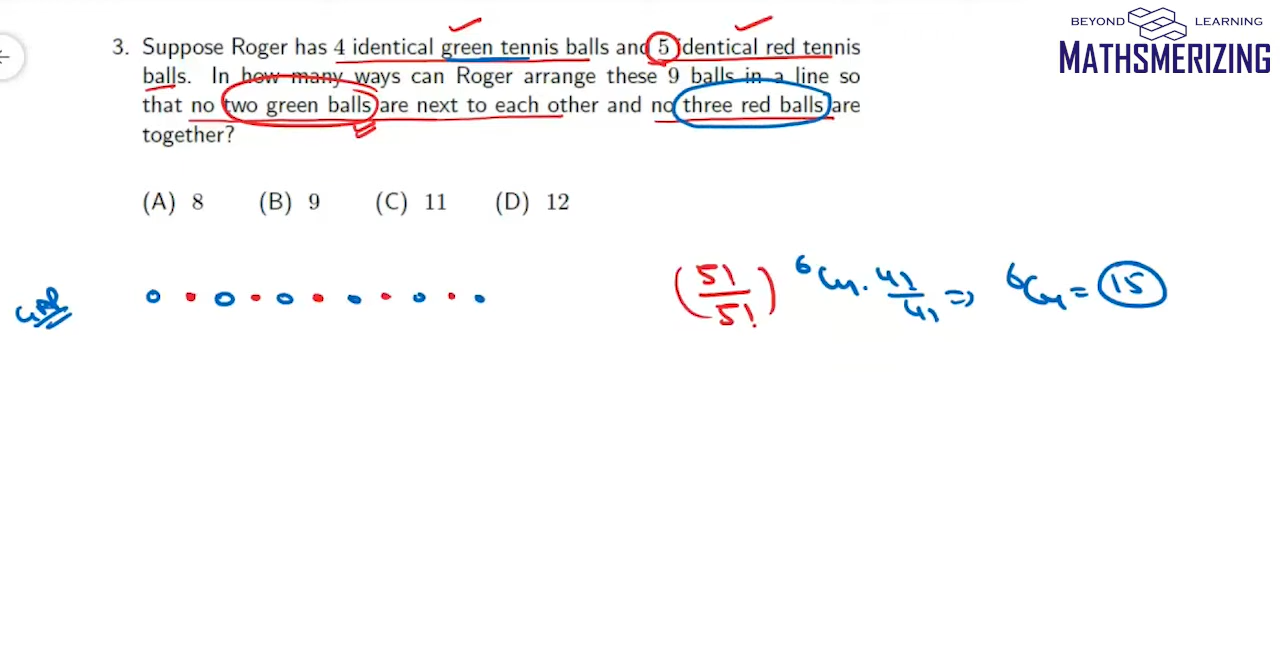 BEYOND LEARNING
MATHSMERIZING
3. Suppose Roger has 4 identical green tennis balls and 5 identical red tennis
balls. In how many ways can Roger arrange these 9 balls in a line so
that no two green balls are next to each other and no three red balls are
together?
(A) 8 (B) 9 (C) 11 (D) 12
(5!/5!) ⁶C₄ · 4!/4! ⇒ ⁶C₄ = 15